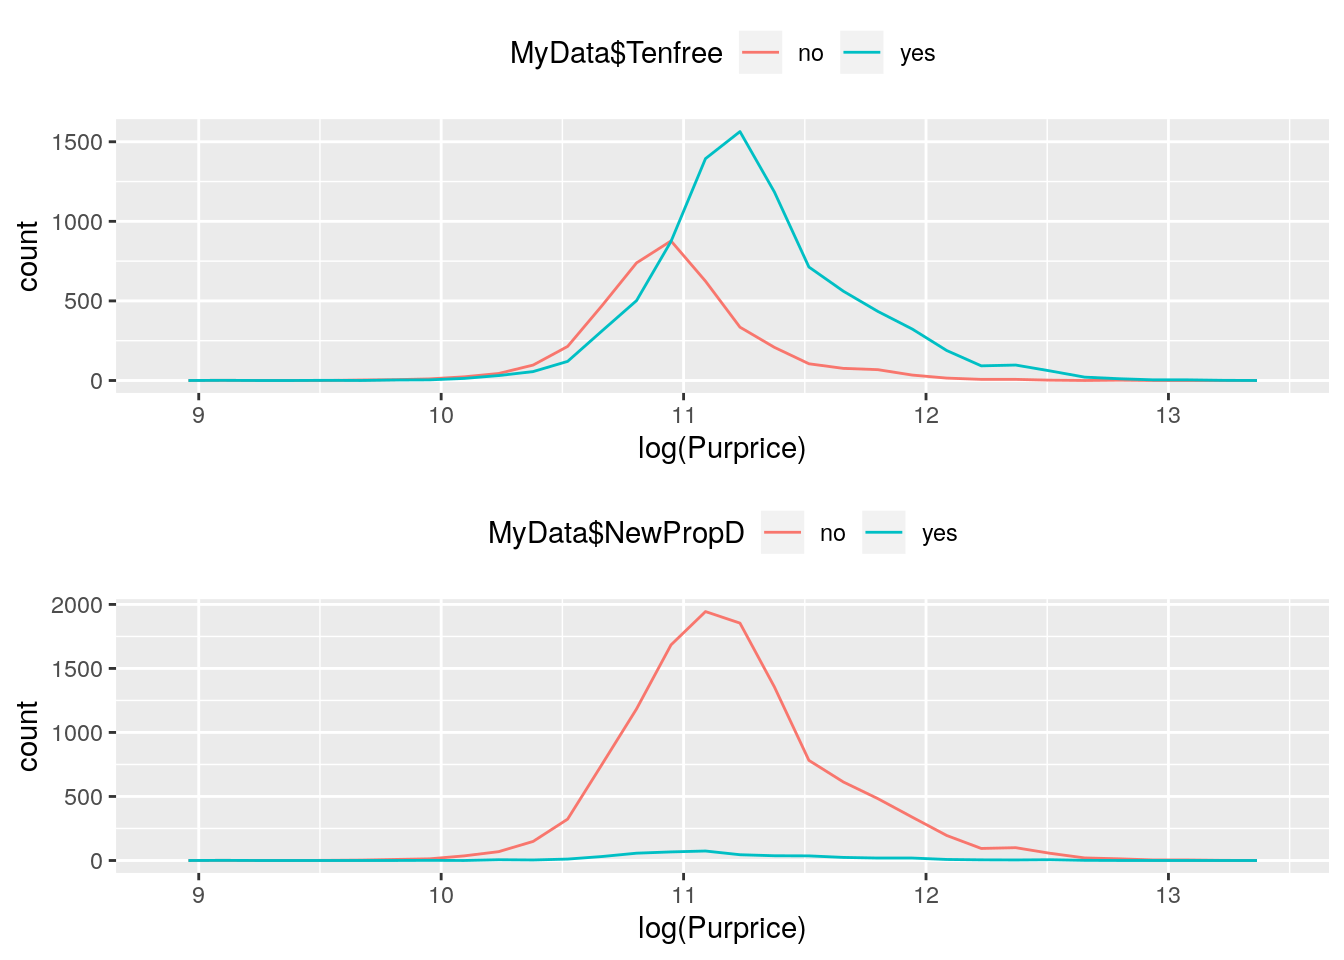 MyData$Tenfree no yes
1500
1000
500
0
count
9 10 11 12 13
log(Purprice)
MyData$NewPropD no yes
2000
1500
1000
500
0
count
9 10 11 12 13
log(Purprice)